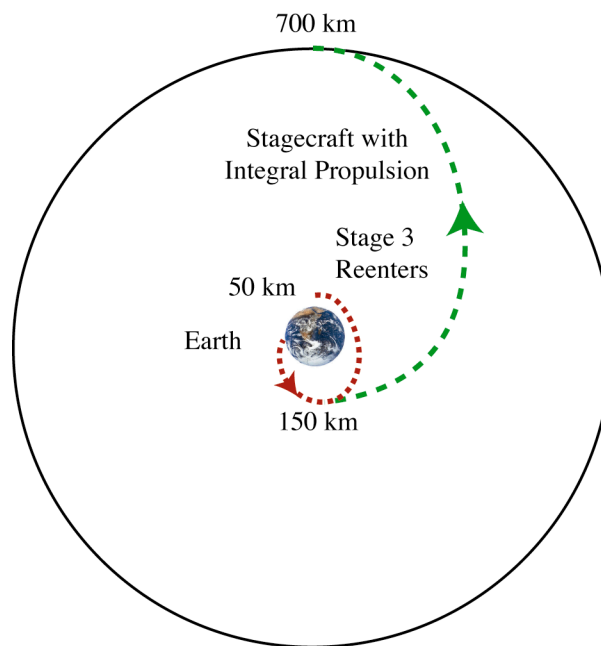 700 km
Stagecraft with
Integral Propulsion
Stage 3
Reenters
50 km
Earth
150 km